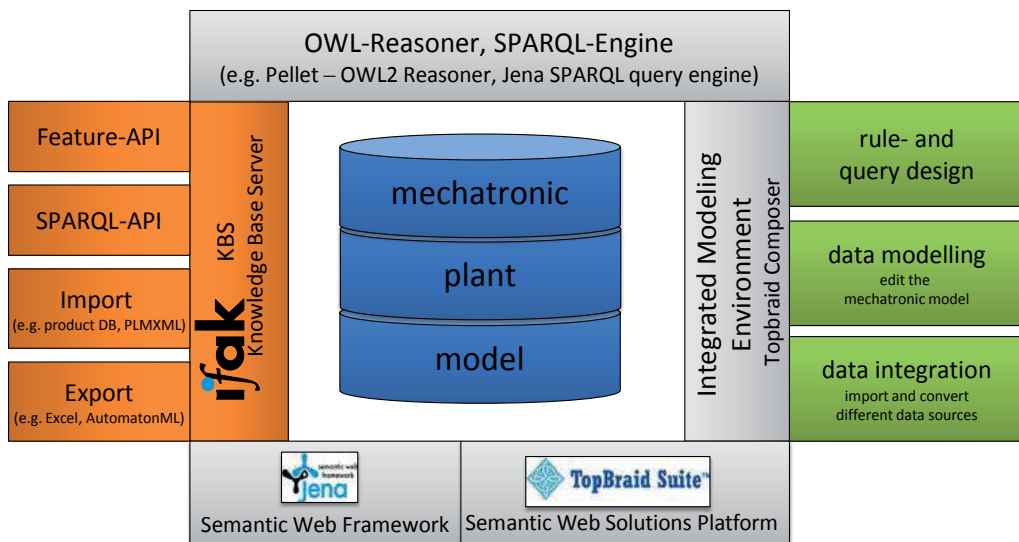 OWL-Reasoner, SPARQL-Engine
(e.g. Pellet – OWL2 Reasoner, Jena SPARQL query engine)
Feature-API
SPARQL-API
Import
(e.g. product DB, PLMXML)
Export
(e.g. Excel, AutomatonML)
ifak
KBS
Knowledge Base Server
mechatronic
plant
model
Integrated Modeling
Environment
Topbraid Composer
rule- and
query design
data modelling
edit the
mechatronic model
data integration
import and convert
different data sources
semantic web
framework
jena
Semantic Web Framework
TopBraid Suite™
Semantic Web Solutions Platform